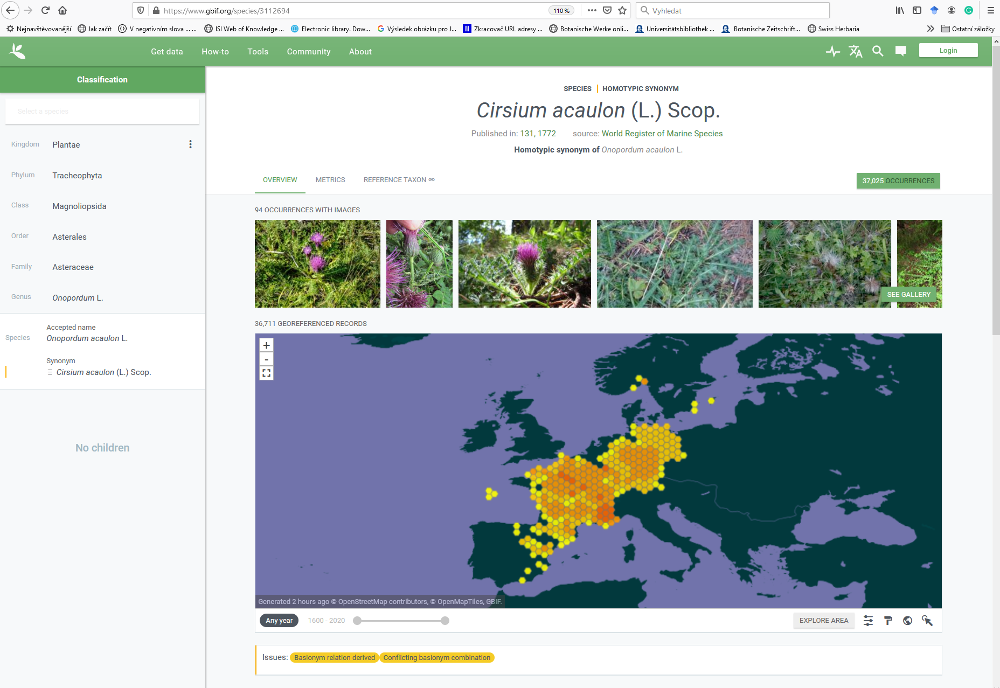 https://www.gbif.org/species/3112694
110 %
Vyhledat
Nejnavštěvovanější
Jak začít
V negativním slova ... ...
ISI Web of Knowledge ...
Electronic library. Dow...
Výsledek obrázku pro J...
Zkracovač URL adresy ...
Botanische Werke onli...
Universitätsbibliothek ...
Botanische Zeitschrift...
Swiss Herbaria
Ostatní záložky
Get data
How-to
Tools
Community
About
Login
Classification
Select a species
Kingdom Plantae
Phylum Tracheophyta
Class Magnoliopsida
Order Asterales
Family Asteraceae
Genus Onopordum L.
Accepted name
Species Onopordum acaulon L.
Synonym
Cirsium acaulon (L.) Scop.
No children
SPECIES HOMOTYPIC SYNONYM
Cirsium acaulon (L.) Scop.
Published in: 131, 1772 source: World Register of Marine Species
Homotypic synonym of Onopordum acaulon L.
OVERVIEW
METRICS
REFERENCE TAXON
37,025 OCCURRENCES
94 OCCURRENCES WITH IMAGES
SEE GALLERY
36,711 GEOREFERENCED RECORDS
+
-
Generated 2 hours ago © OpenStreetMap contributors, © OpenMapTiles, GBIF.
Any year
1600 - 2020
EXPLORE AREA
Issues: Basionym relation derived Conflicting basionym combination